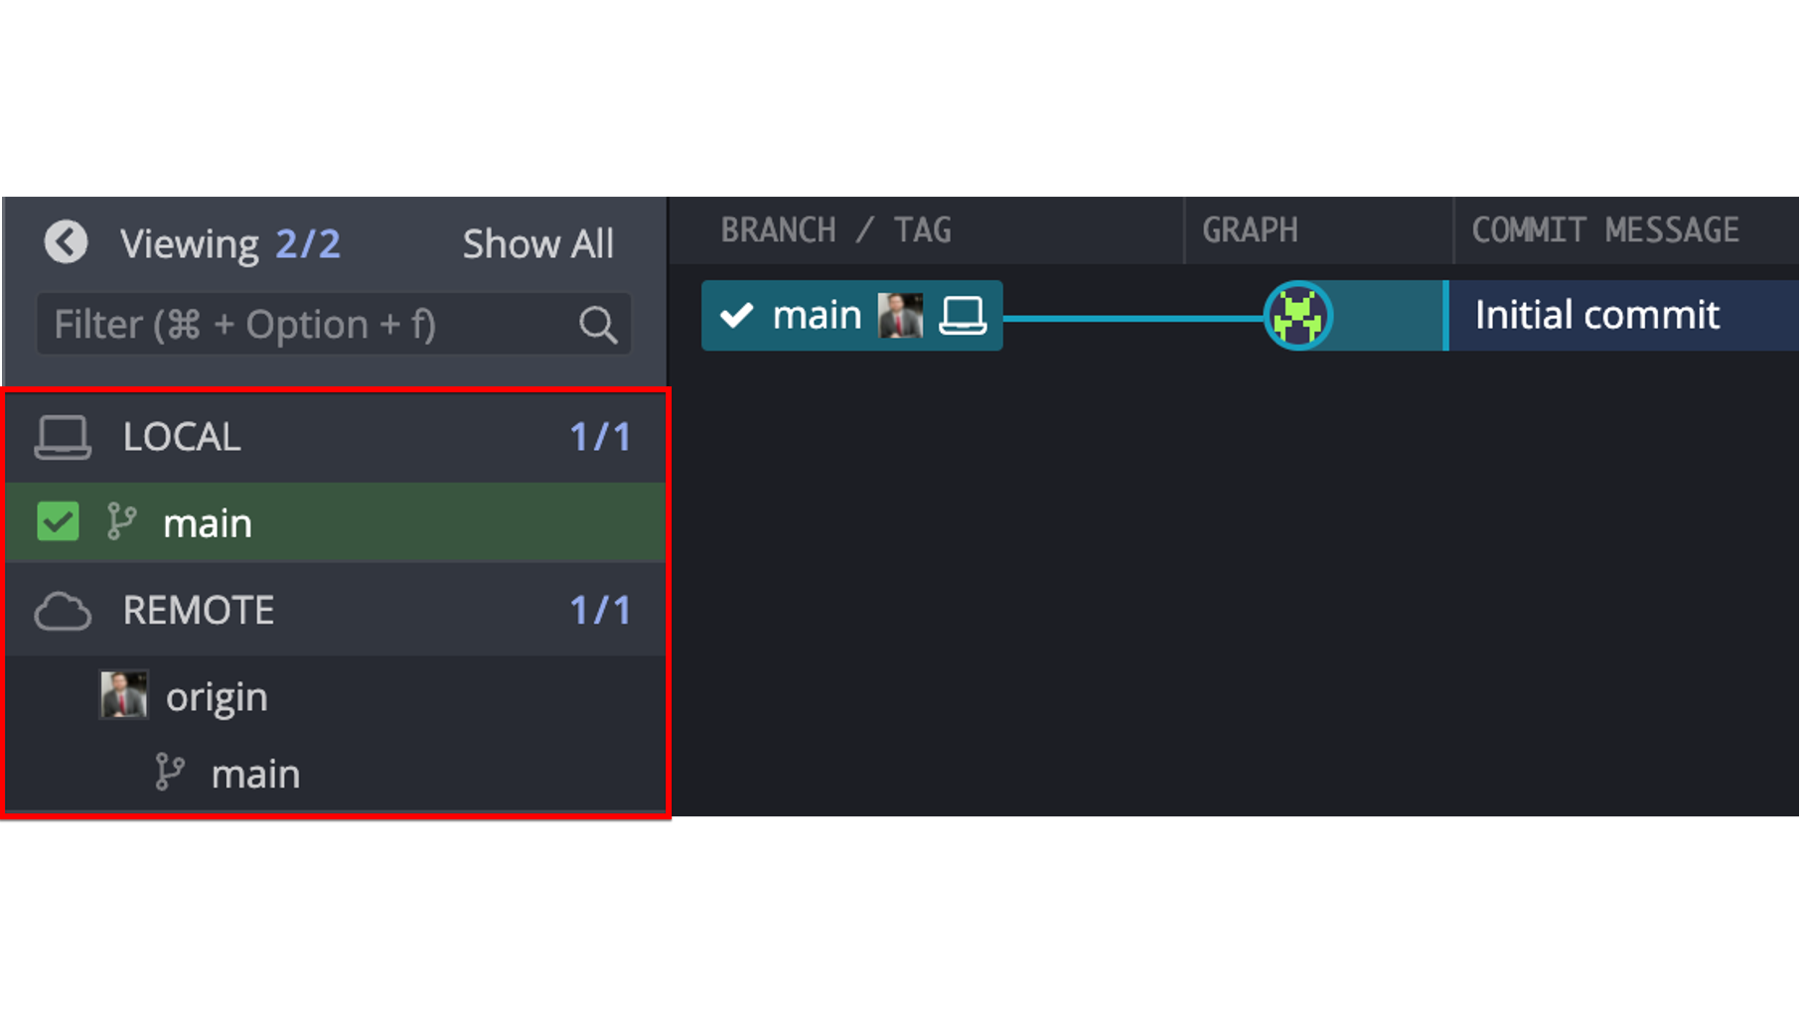 Viewing 2/2 Show All
Filter (⌘ + Option + f)
LOCAL 1/1
main
REMOTE 1/1
origin
main
BRANCH / TAG GRAPH COMMIT MESSAGE
main Initial commit